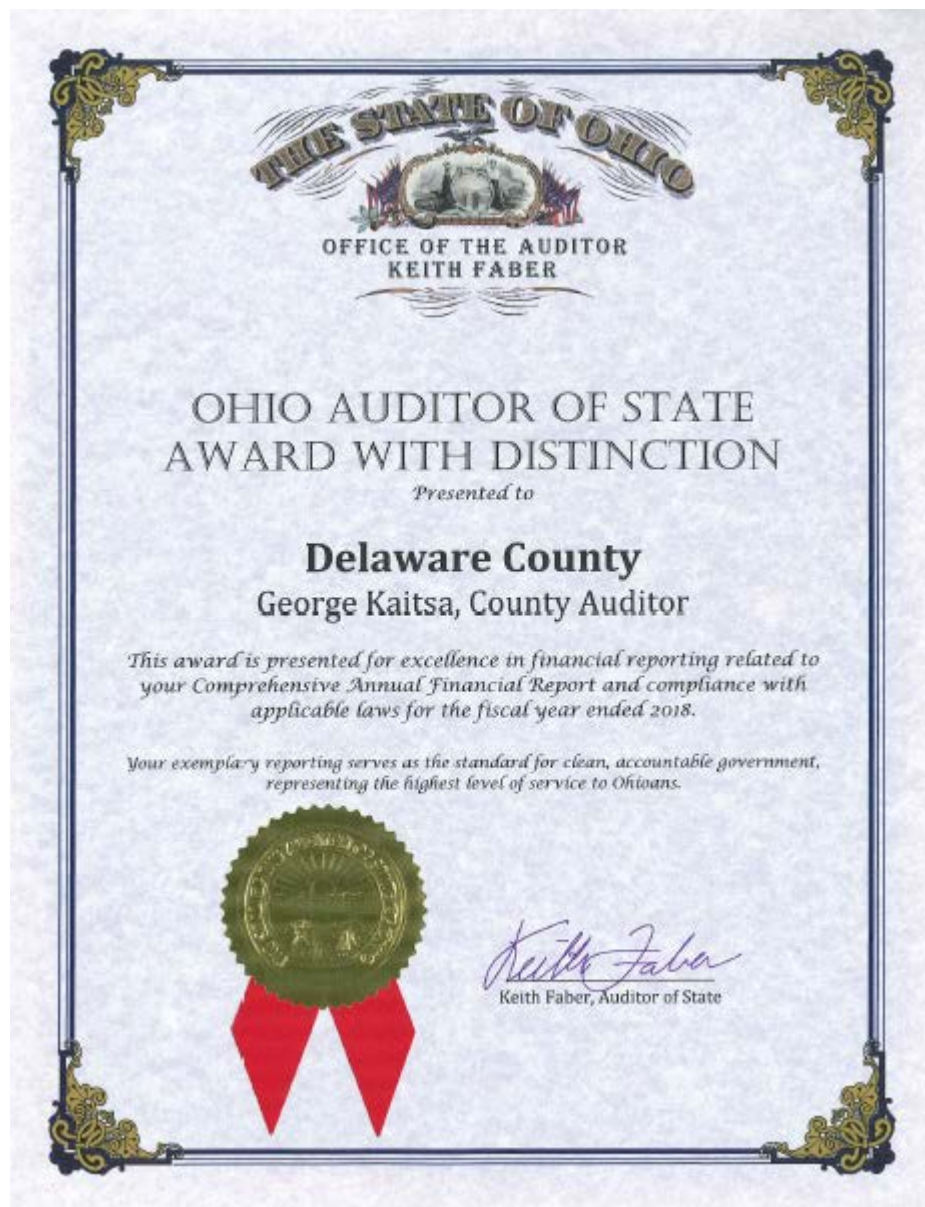 THE STATE OF OHIO
OFFICE OF THE AUDITOR
KEITH FABER
OHIO AUDITOR OF STATE
AWARD WITH DISTINCTION
Presented to
Delaware County
George Kaitsa, County Auditor
This award is presented for excellence in financial reporting related to
your Comprehensive Annual Financial Report and compliance with
applicable laws for the fiscal year ended 2018.
Your exemplary reporting serves as the standard for clean, accountable government,
representing the highest level of service to Ohioans.
Keith Faber
Keith Faber, Auditor of State